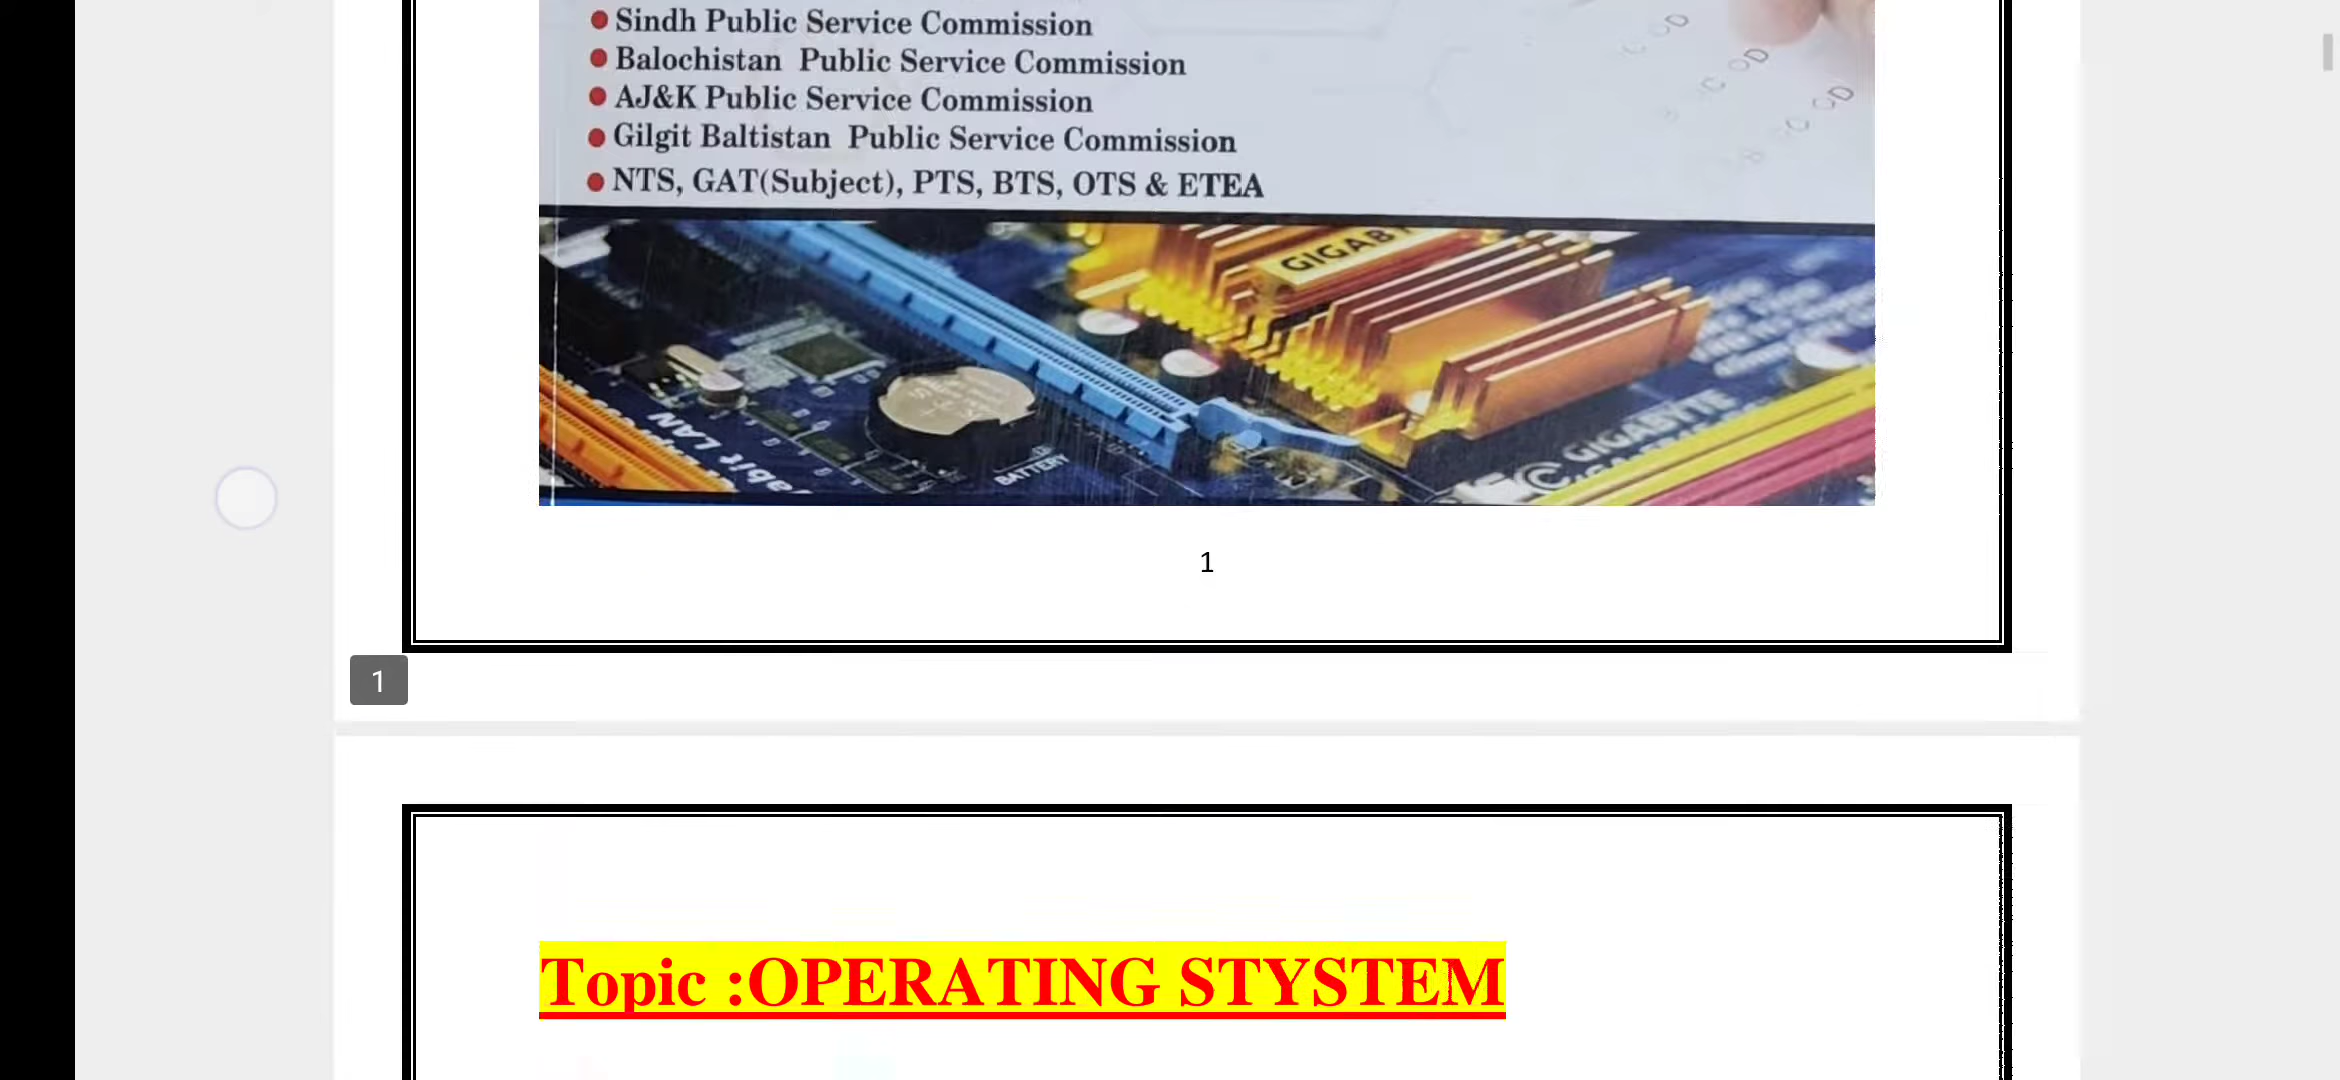 Sindh Public Service Commission
Balochistan Public Service Commission
AJ&K Public Service Commission
Gilgit Baltistan Public Service Commission
NTS, GAT(Subject), PTS, BTS, OTS & ETEA
BATTERY
GIGABYTE
1
1
Topic :OPERATING STYSTEM